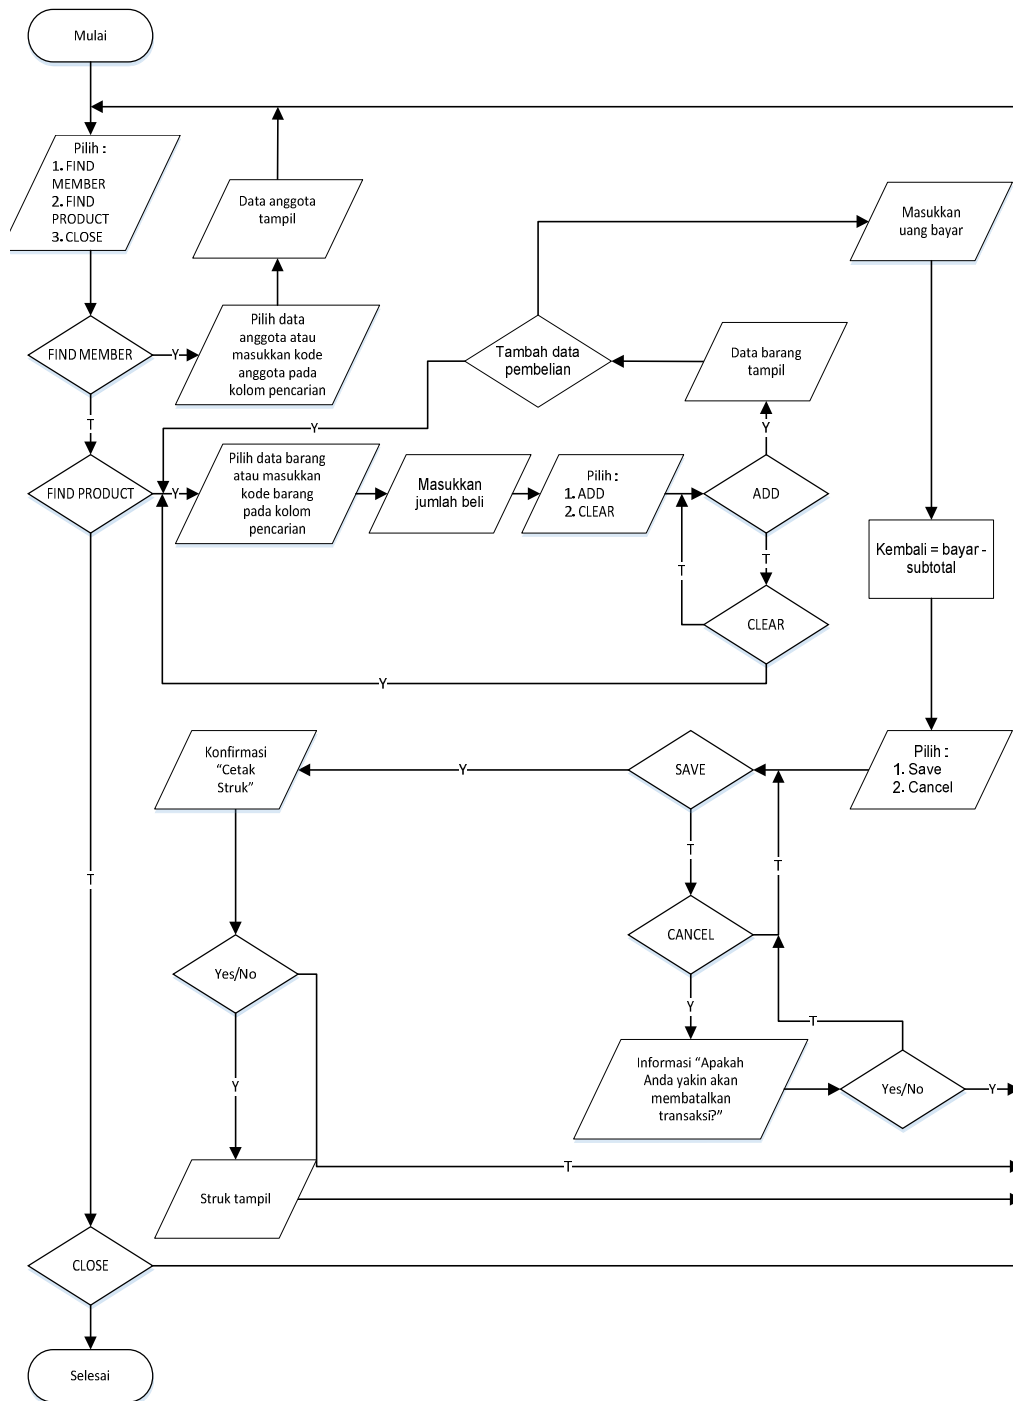 Mulai
Pilih :
1. FIND
MEMBER
2. FIND
PRODUCT
3. CLOSE
Data anggota
tampil
Masukkan
uang bayar
FIND MEMBER
Y
Pilih data
anggota atau
masukkan kode
anggota pada
kolom pencarian
Tambah data
pembelian
Data barang
tampil
T
Y
Y
FIND PRODUCT
Y
Pilih data barang
atau masukkan
kode barang
pada kolom
pencarian
Masukkan
jumlah beli
Pilih :
1. ADD
2. CLEAR
ADD
T
T
Kembali = bayar -
subtotal
CLEAR
Y
Konfirmasi
“Cetak
Struk”
Y
SAVE
Pilih :
1. Save
2. Cancel
T
T
T
CANCEL
Yes/No
Y
T
Informasi “Apakah
Anda yakin akan
membatalkan
transaksi?”
Yes/No
Y
Y
T
Struk tampil
CLOSE
Selesai